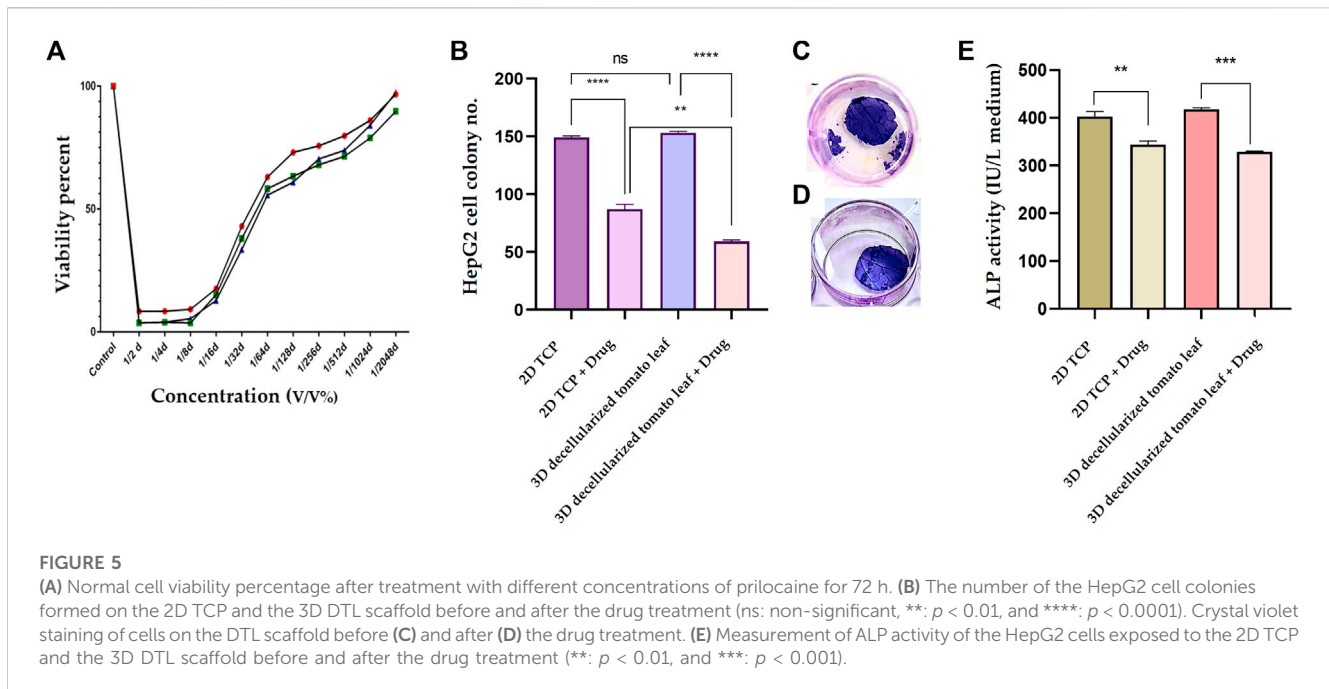 A
100
50
0
Viability percent
Control
1/2 d
1/4d
1/8d
1/16d
1/32d
1/64d
1/128d
1/256d
1/512d
1/1024d
1/2048d
Concentration (V/V%)
B
ns
****
****
**
200
150
100
50
0
HepG2 cell colony no.
2D TCP
2D TCP + Drug
3D decellularized tomato leaf
3D decellularized tomato leaf + Drug
C
D
E
**
***
500
400
300
200
100
0
ALP activity (IU/L medium)
2D TCP
2D TCP + Drug
3D decellularized tomato leaf
3D decellularized tomato leaf + Drug
FIGURE 5
(A) Normal cell viability percentage after treatment with different concentrations of prilocaine for 72 h. (B) The number of the HepG2 cell colonies
formed on the 2D TCP and the 3D DTL scaffold before and after the drug treatment (ns: non-significant, **: p < 0.01, and ****: p < 0.0001). Crystal violet
staining of cells on the DTL scaffold before (C) and after (D) the drug treatment. (E) Measurement of ALP activity of the HepG2 cells exposed to the 2D TCP
and the 3D DTL scaffold before and after the drug treatment (**: p < 0.01, and ***: p < 0.001).